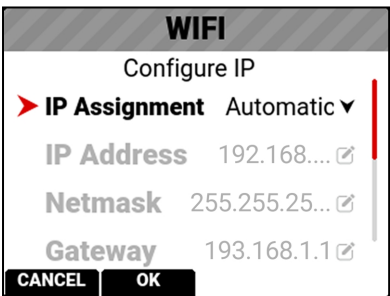 WIFI
Configure IP
IP Assignment Automatic
IP Address 192.168....
Netmask 255.255.25...
Gateway 193.168.1.1
CANCEL OK